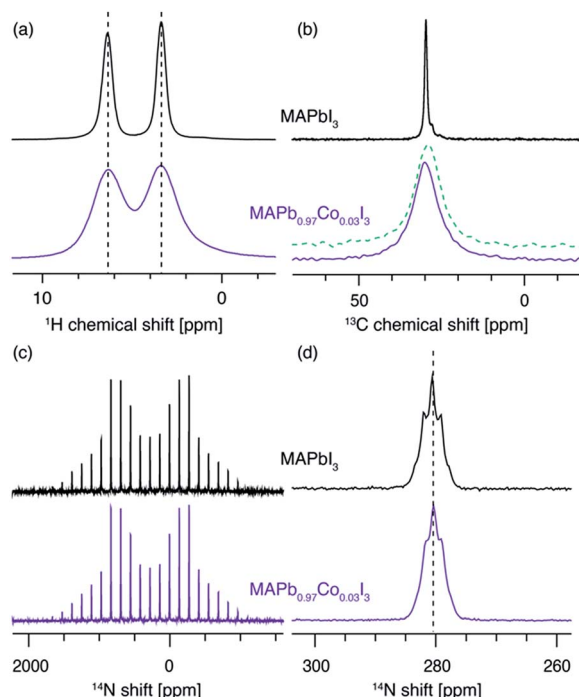 (a)
(b)
MAPbI₃
MAPb₀.₉₇Co₀.₀₃I₃
10
0
50
0
¹H chemical shift [ppm]
¹³C chemical shift [ppm]
(c)
(d)
MAPbI₃
MAPb₀.₉₇Co₀.₀₃I₃
2000
0
300
280
260
¹⁴N shift [ppm]
¹⁴N shift [ppm]